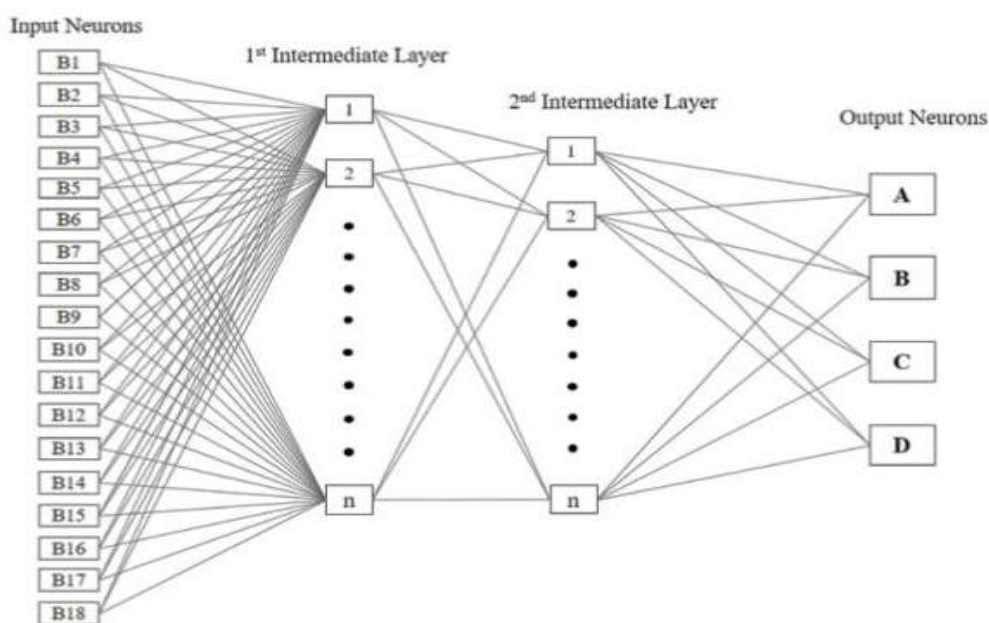 Input Neurons
B1
B2
B3
B4
B5
B6
B7
B8
B9
B10
B11
B12
B13
B14
B15
B16
B17
B18
1st Intermediate Layer
1
2
n
2nd Intermediate Layer
1
2
n
Output Neurons
A
B
C
D